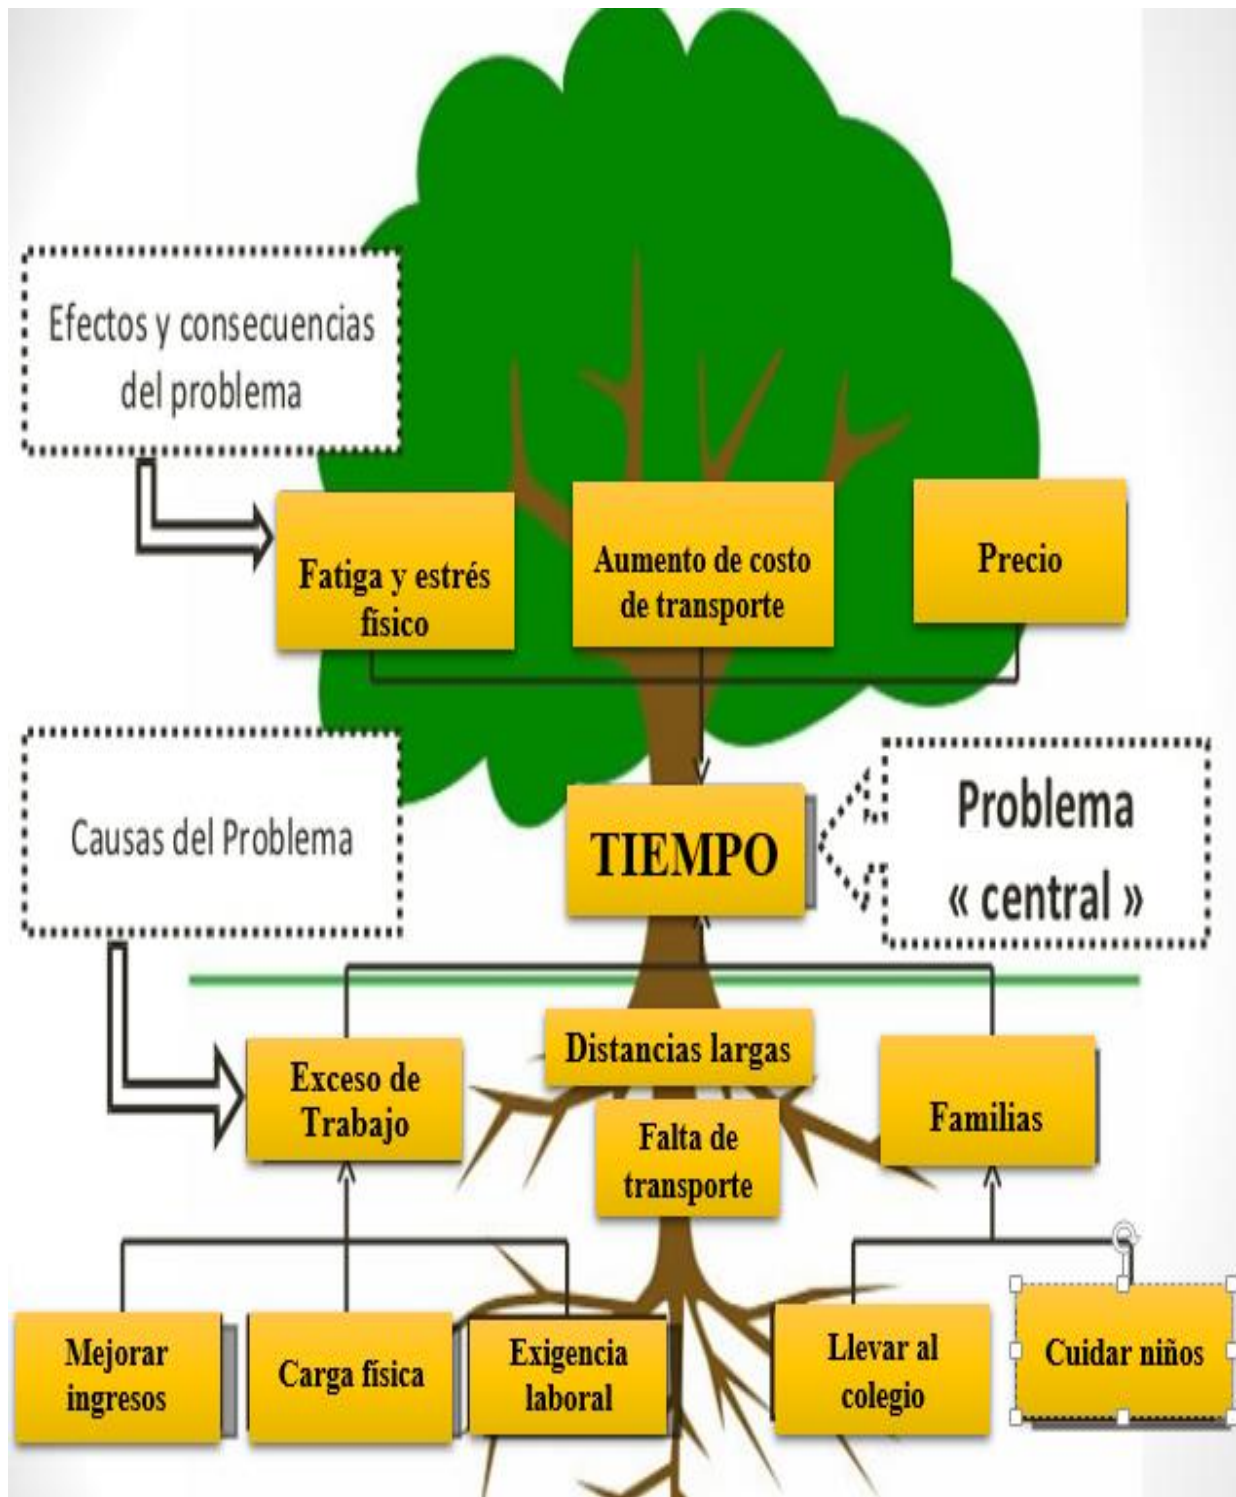 Efectos y consecuencias
del problema
Fatiga y estrés
físico
Aumento de costo
de transporte
Precio
Causas del Problema
TIEMPO
Problema
« central »
Exceso de
Trabajo
Distancias largas
Falta de
transporte
Familias
Mejorar
ingresos
Carga física
Exigencia
laboral
Llevar al
colegio
Cuidar niños